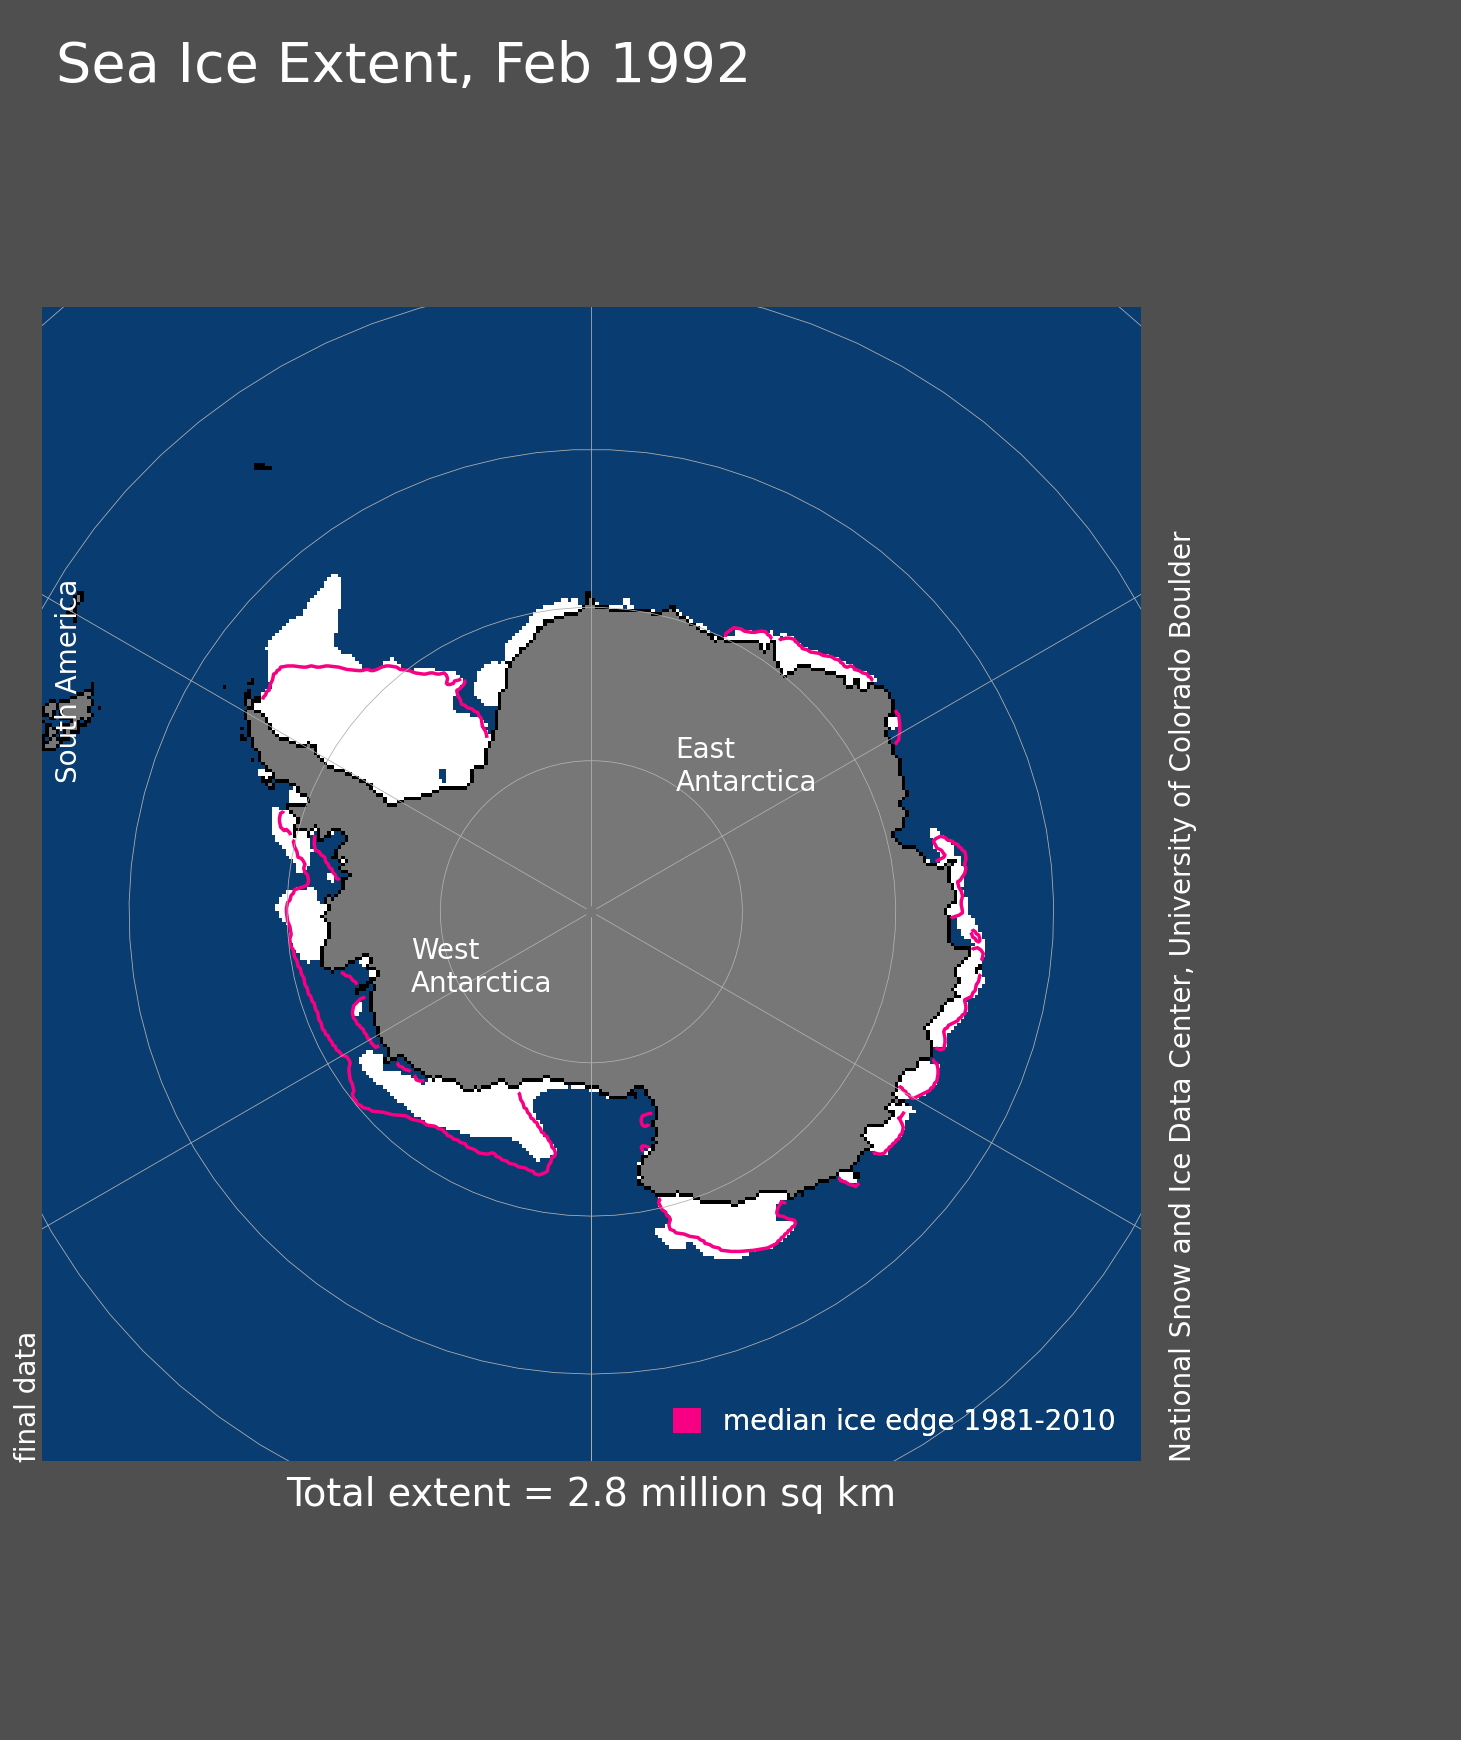 Sea Ice Extent, Feb 1992
South America
East
Antarctica
West
Antarctica
median ice edge 1981-2010
final data
National Snow and Ice Data Center, University of Colorado Boulder
Total extent = 2.8 million sq km